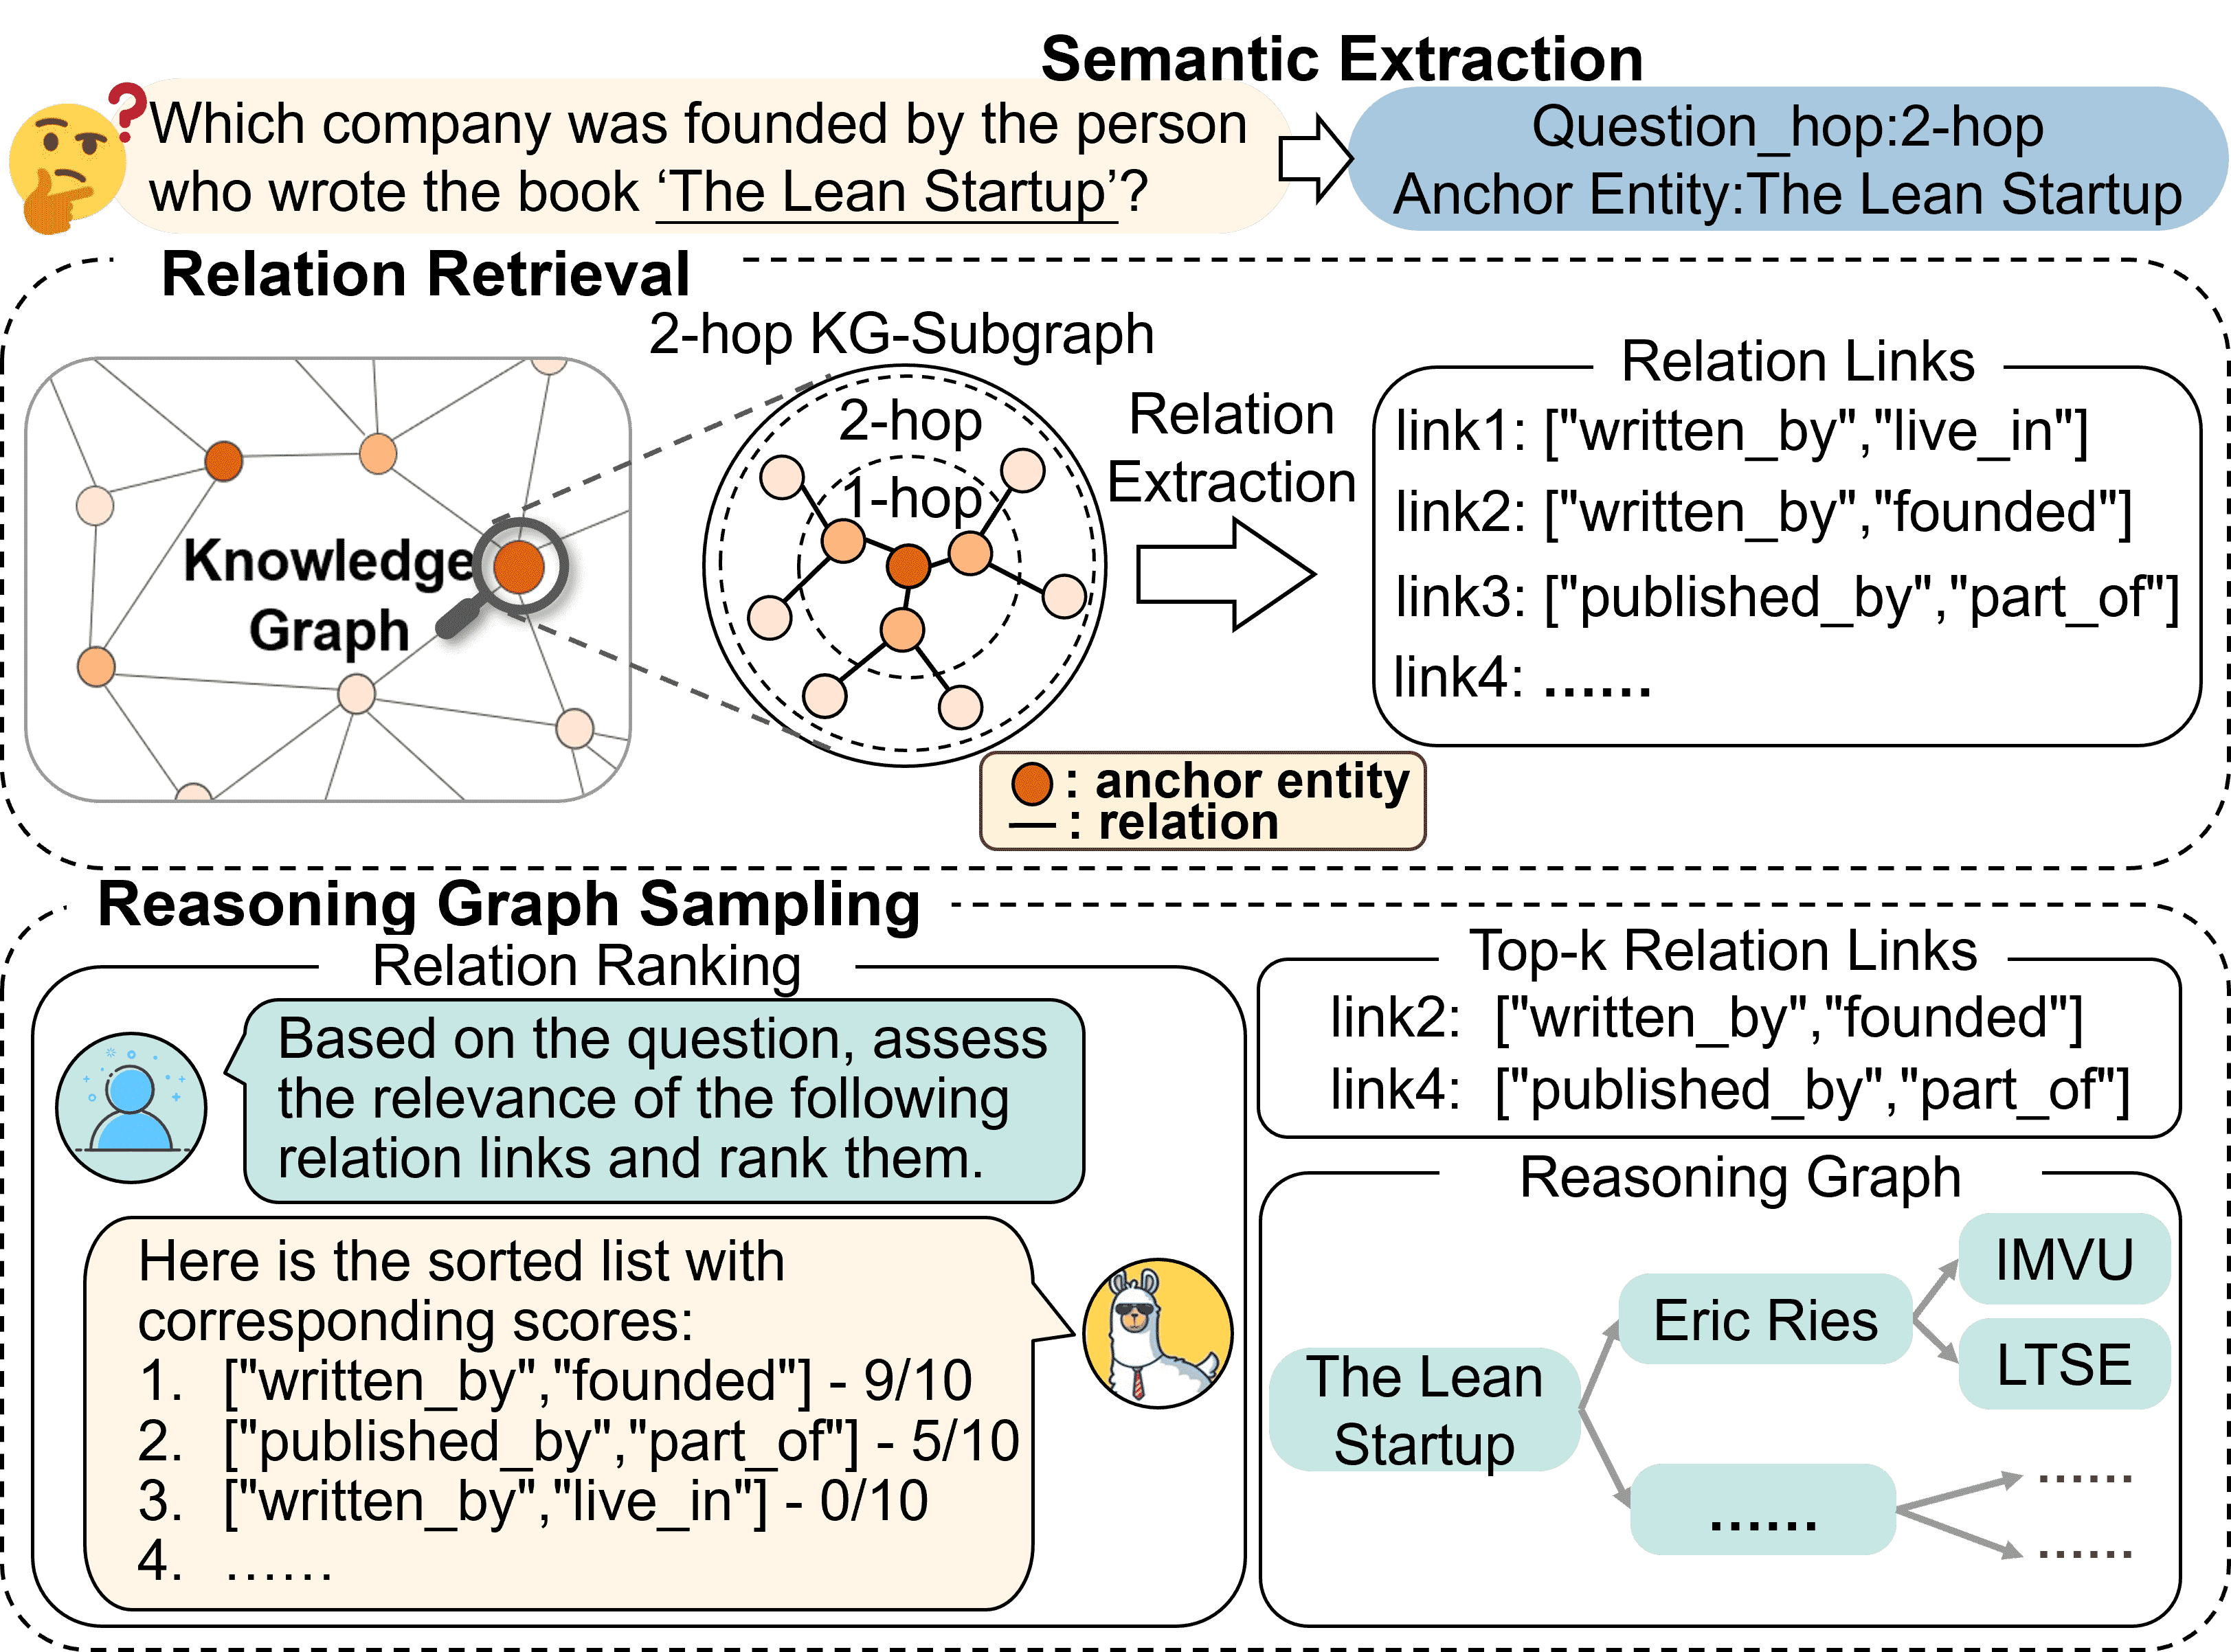 Semantic Extraction
?
Which company was founded by the person
who wrote the book ‘The Lean Startup’?
Question_hop:2-hop
Anchor Entity:The Lean Startup
Relation Retrieval
Knowledge
Graph
2-hop KG-Subgraph
2-hop
1-hop
Relation
Extraction
Relation Links
link1: ["written_by","live_in"]
link2: ["written_by","founded"]
link3: ["published_by","part_of"]
link4: ......
: anchor entity
: relation
Reasoning Graph Sampling
Relation Ranking
Based on the question, assess
the relevance of the following
relation links and rank them.
Here is the sorted list with
corresponding scores:
1. ["written_by","founded"] - 9/10
2. ["published_by","part_of"] - 5/10
3. ["written_by","live_in"] - 0/10
4. ......
Top-k Relation Links
link2: ["written_by","founded"]
link4: ["published_by","part_of"]
Reasoning Graph
The Lean
Startup
Eric Ries
IMVU
LTSE
......
......
......